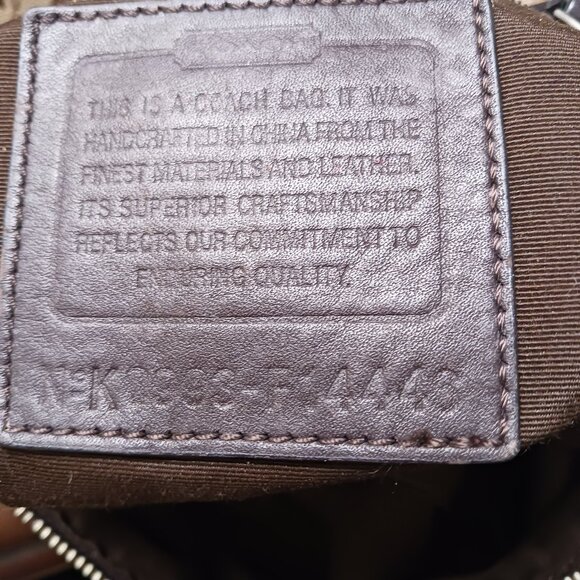 THIS IS A COACH BAG. IT WAS
HANDCRAFTED IN CHINA FROM THE
FINEST MATERIALS AND LEATHER.
ITS SUPERIOR CRAFTSMANSHIP
REFLECTS OUR COMMITMENT TO
ENDURING QUALITY.